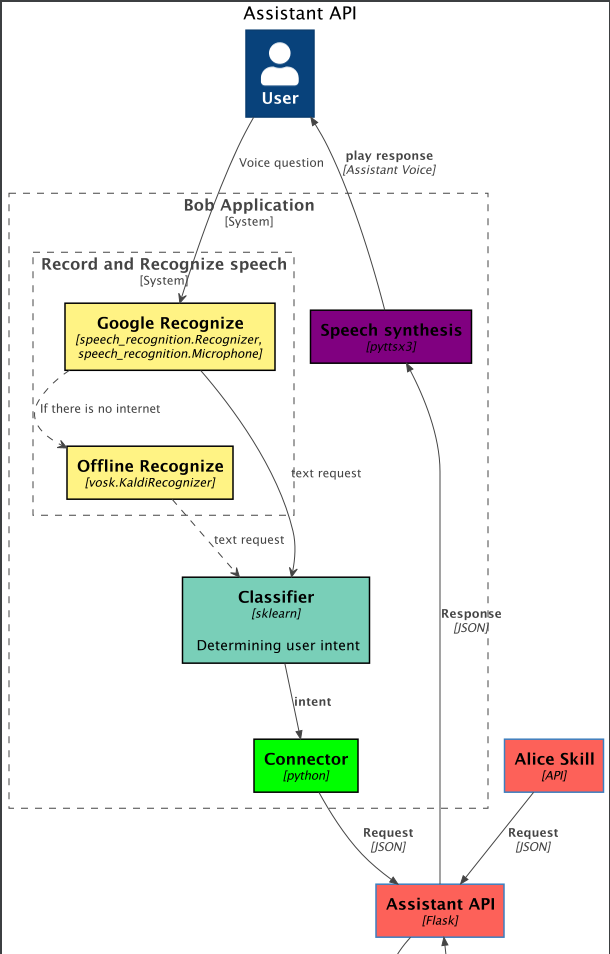 Assistant API
User
Voice question
play response
[Assistant Voice]
Bob Application
[System]
Record and Recognize speech
[System]
Google Recognize
[speech_recognition.Recognizer,
speech_recgnition.Microphone]
Speech synthesis
[pyttsx3]
If there is no internet
Offline Recognize
[vosk.KaldiRecognizer]
text request
text request
Classifier
[sklearn]
Determining user intent
Response
[JSON]
intent
Connector
[python]
Alice Skill
[API]
Request
[JSON]
Request
[JSON]
Assistant API
[Flask]